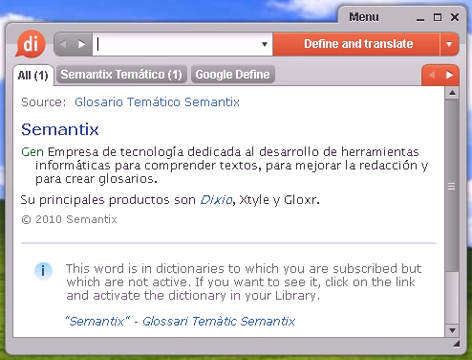 Menu
di
Define and translate
All (1) Semantix Temático (1) Google Define
Source: Glosario Temático Semantix
Semantix
Gen Empresa de tecnología dedicada al desarrollo de herramientas
informáticas para comprender textos, para mejorar la redacción y
para crear glosarios.
Su principales productos son Dixio, Xtyle y Gloxr.
© 2010 Semantix
i
This word is in dictionaries to which you are subscribed but
which are not active. If you want to see it, click on the link
and activate the dictionary in your Library.
"Semantix" - Glossari Temàtic Semantix